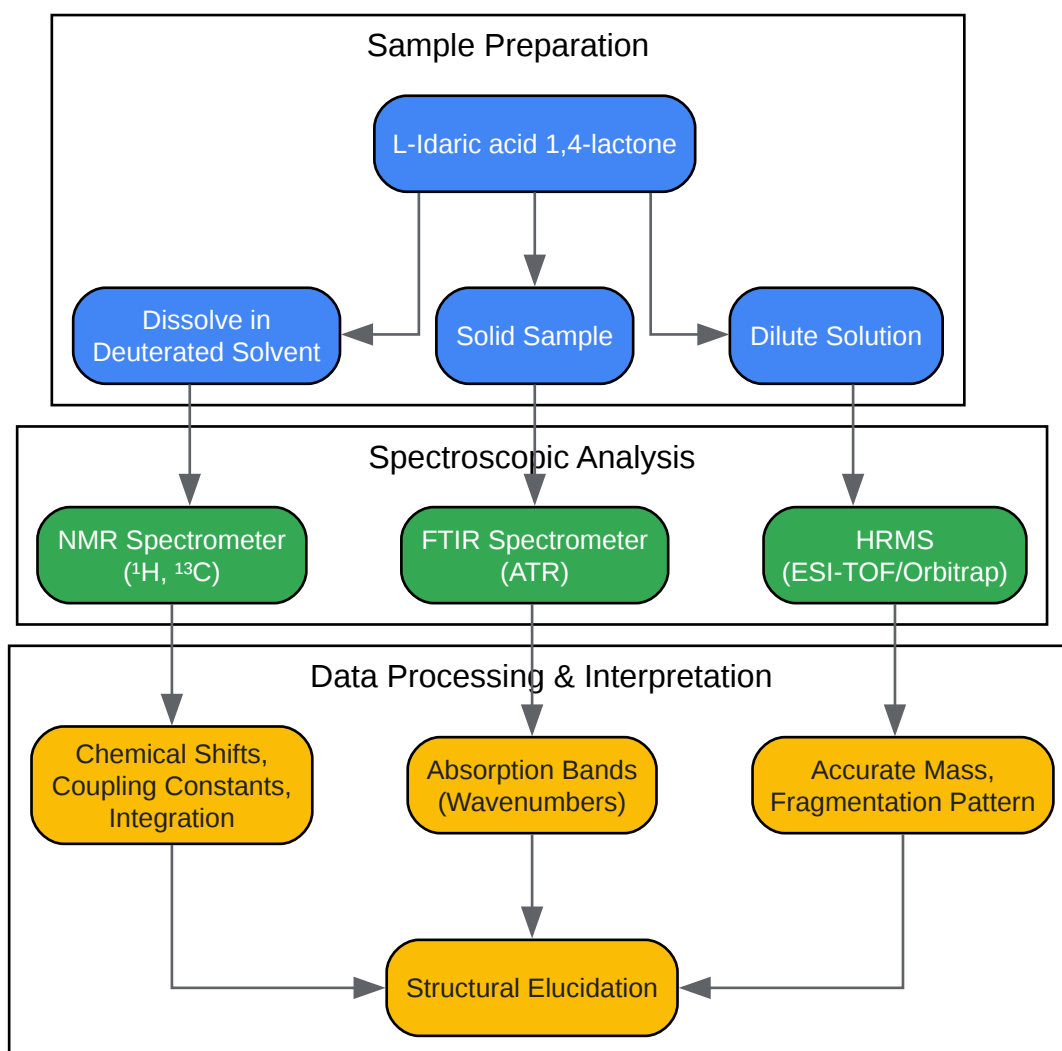 Sample Preparation
L-Idaric acid 1,4-lactone
Dissolve in
Deuterated Solvent
Solid Sample
Dilute Solution
Spectroscopic Analysis
NMR Spectrometer
(¹H, ¹³C)
FTIR Spectrometer
(ATR)
HRMS
(ESI-TOF/Orbitrap)
Data Processing & Interpretation
Chemical Shifts,
Coupling Constants,
Integration
Absorption Bands
(Wavenumbers)
Accurate Mass,
Fragmentation Pattern
Structural Elucidation